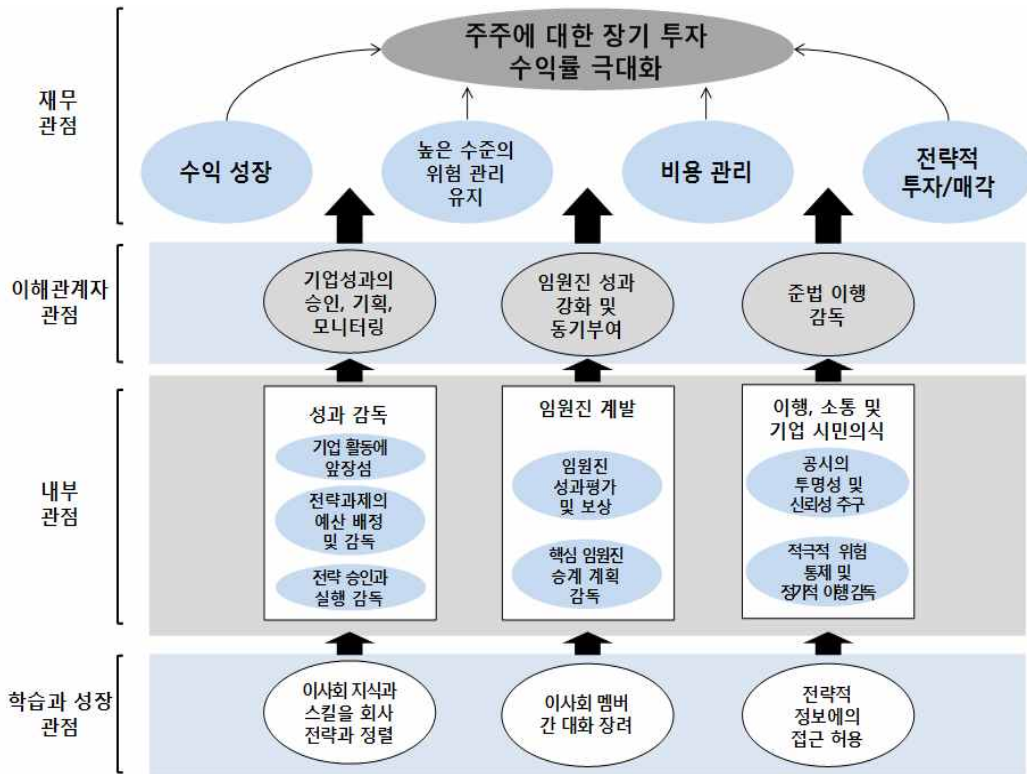 주주에 대한 장기 투자
수익률 극대화
재무
관점
수익 성장
높은 수준의
위험 관리
유지
비용 관리
전략적
투자/매각
이해관계자
관점
기업성과의
승인, 기획,
모니터링
임원진 성과
강화 및
동기부여
준법 이행
감독
내부
관점
성과 감독
기업 활동에
앞장섬
전략과제의
예산 배정
및 감독
전략 승인과
실행 감독
임원진 계발
임원진
성과평가
및 보상
핵심 임원진
승계 계획
감독
이행, 소통 및
기업 시민의식
공시의
투명성 및
신뢰성 추구
적극적 위험
통제 및
정기적 이행감독
학습과 성장
관점
이사회 지식과
스킬을 회사
전략과 정렬
이사회 멤버
간 대화 장려
전략적
정보에의
접근 허용